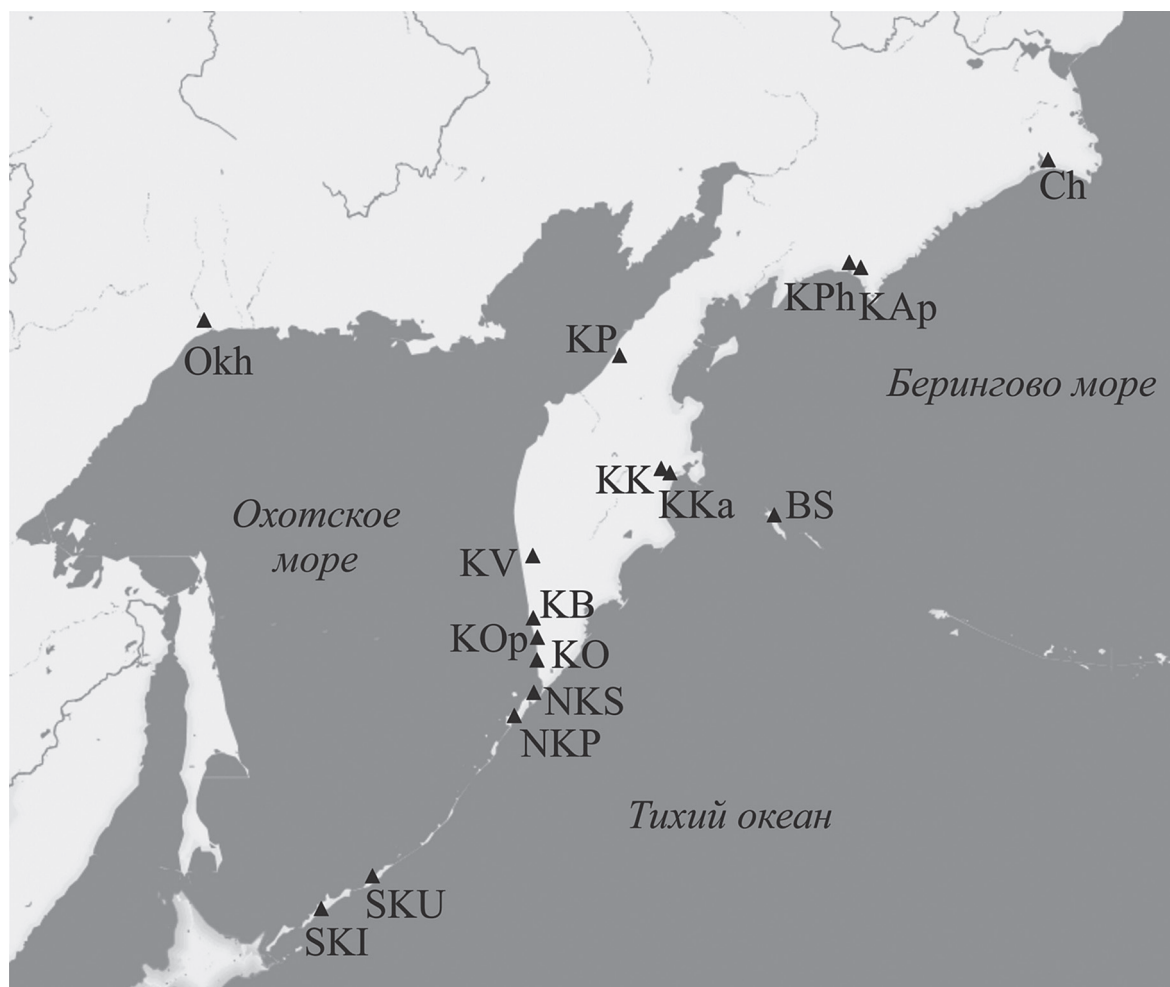 Ch
KPh
KAp
Okh
KP
Берингово море
KK
KKa
BS
Охотское
море
KV
KB
KOp
KO
NKS
NKP
Тихий океан
SKU
SKI